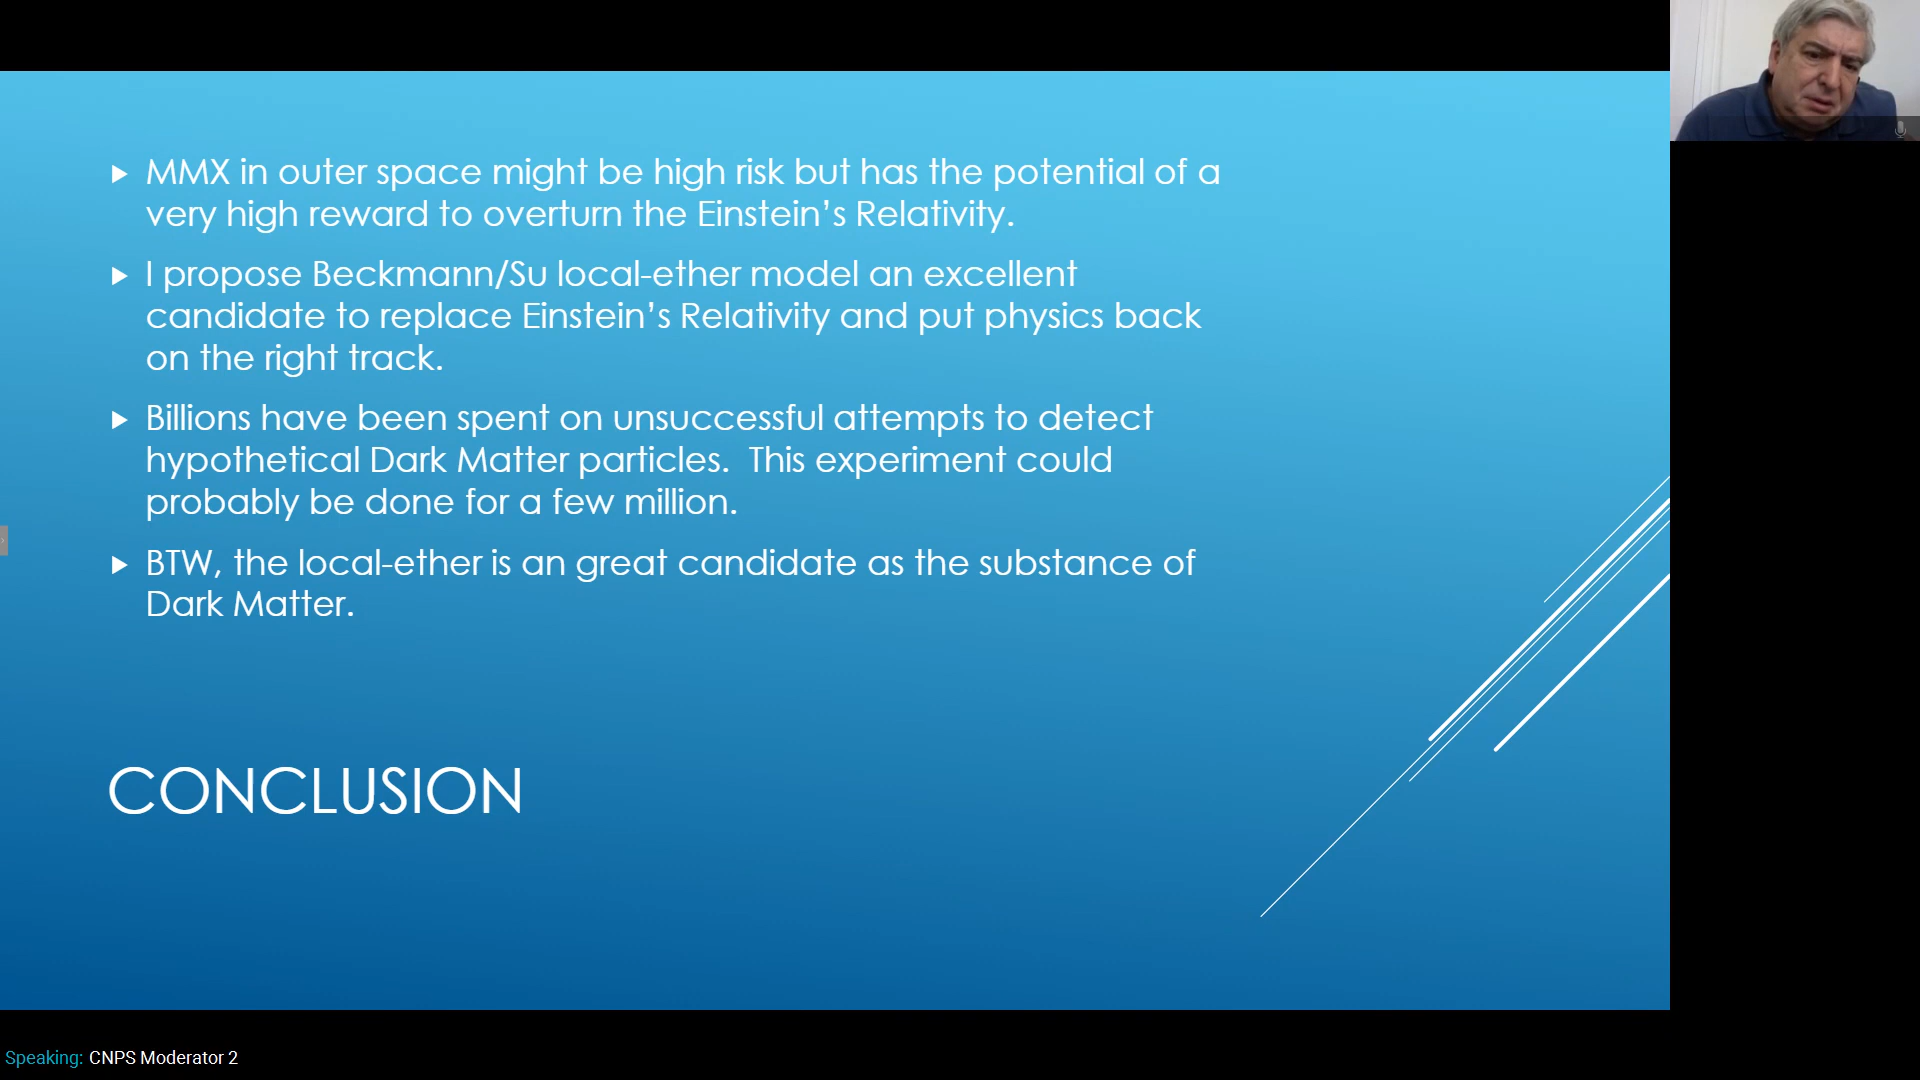 MMX in outer space might be high risk but has the potential of a
very high reward to overturn the Einstein’s Relativity.
I propose Beckmann/Su local-ether model an excellent
candidate to replace Einstein’s Relativity and put physics back
on the right track.
Billions have been spent on unsuccessful attempts to detect
hypothetical Dark Matter particles.  This experiment could
probably be done for a few million.
BTW, the local-ether is an great candidate as the substance of
Dark Matter.
CONCLUSION
Speaking: CNPS Moderator 2